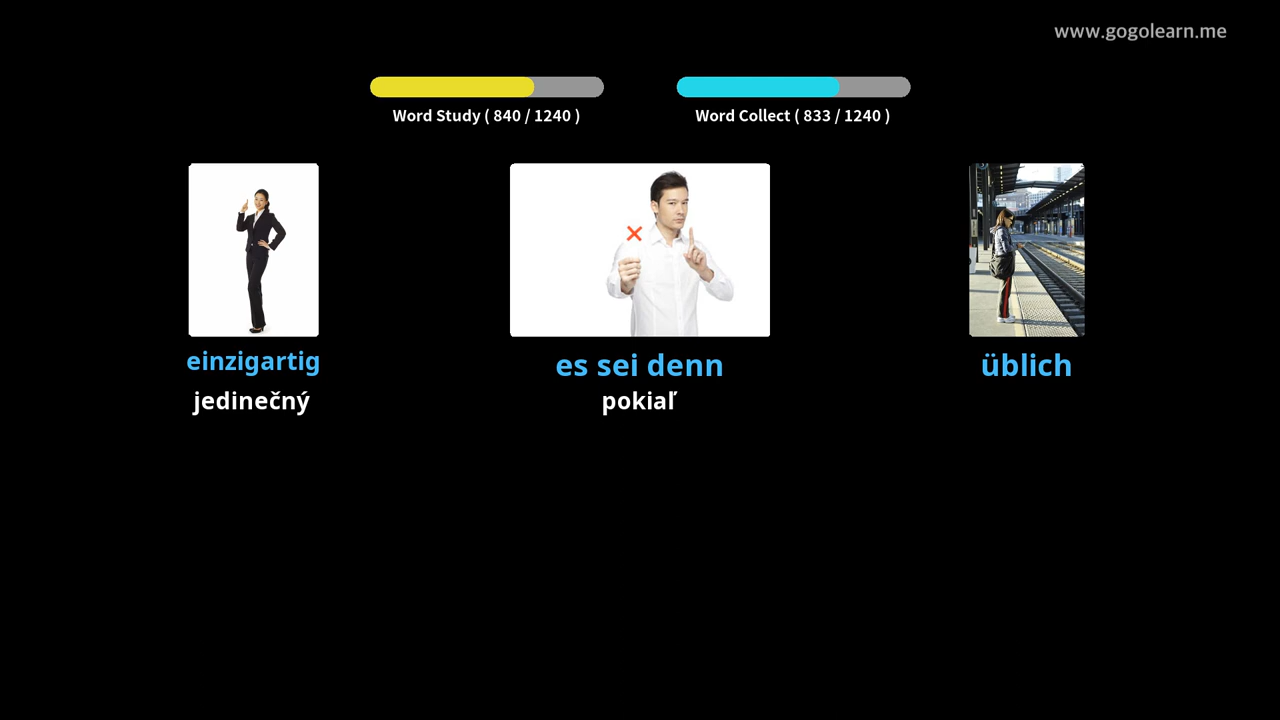 www.gogolearn.me
Word Study ( 840 / 1240 )
Word Collect ( 833 / 1240 )
einzigartig
jedinečný
es sei denn
pokiaľ
üblich